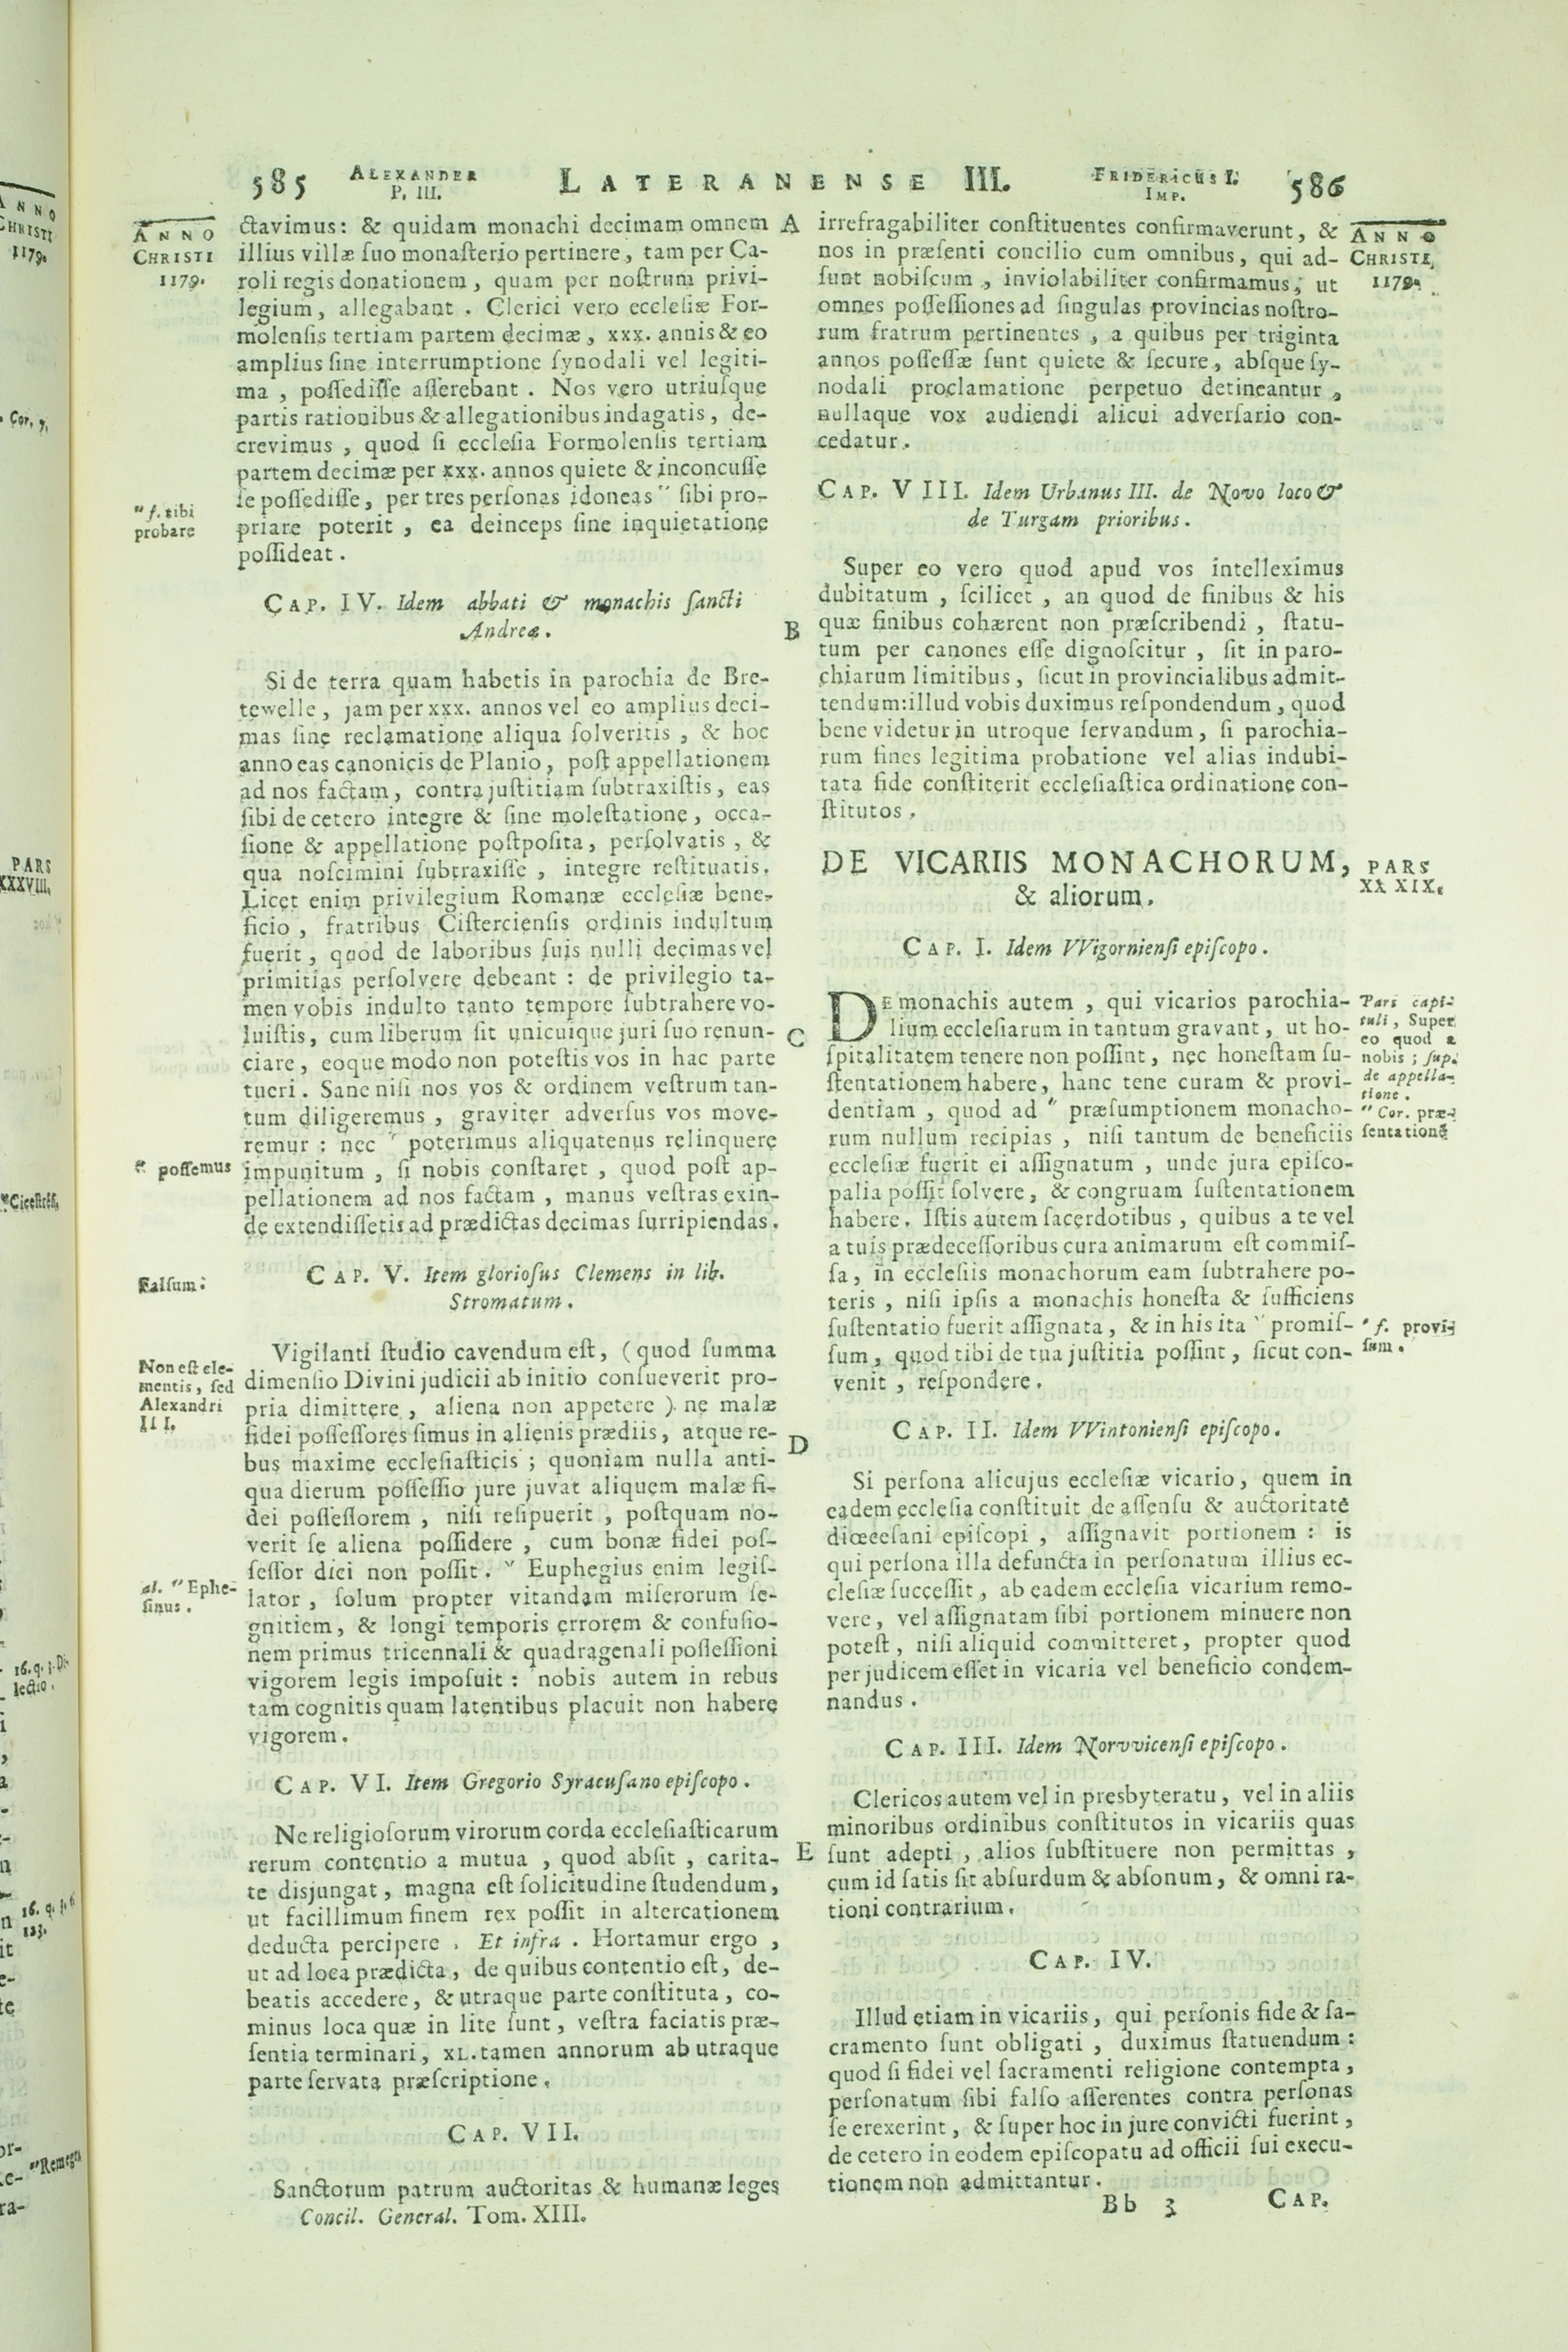 585 ALEXANDER P. III. LATERANENSE III. FRIDERICUS I. IMP. 586
ANNO
CHRISTI
1179.
ctavimus: & quidam monachi decimam omnem
illius villæ ſuo monaſterio pertinere, tam per Ca-
roli regis donationem, quam per noſtrum privi-
legium, allegabant. Clerici vero eccleſiæ For-
molenſis tertiam partem decimæ, xxx. annis & eo
amplius ſine interrumptione ſynodali vel legiti-
ma, poſſediſſe aſſerebant. Nos vero utriuſque
partis rationibus & allegationibus indagatis, de-
crevimus, quod ſi eccleſia Formolenſis tertiam
partem decimæ per xxx. annos quiete & inconcuſſe
ſe poſſediſſe, per tres perſonas idoneas " ſibi pro-
priare poterit, ea deinceps ſine inquietatione
poſſideat.
" f. sibi
probare
CAP. IV. Idem abbati & monachis ſancti
Andreæ.
Si de terra quam habetis in parochia de Bre-
tewelle, jam per xxx. annos vel eo amplius deci-
mas ſine reclamatione aliqua ſolveritis, & hoc
anno eas canonicis de Planio, poſt appellationem
ad nos factam, contra juſtitiam ſubtraxiſtis, eas
ſibi de cetero integre & ſine moleſtatione, occa-
ſione & appellatione poſtpoſita, perſolvatis, &
qua noſcimini ſubtraxiſſe, integre reſtituatis.
Licet enim privilegium Romanæ eccleſiæ bene-
ficio, fratribus Ciſtercienſis ordinis indultum
fuerit, quod de laboribus ſuis nulli decimas vel
primitias perſolvere debeant: de privilegio ta-
men vobis indulto tanto tempore ſubtrahere vo-
luiſtis, cum liberum ſit unicuique juri ſuo renun-
ciare, eoque modo non poteſtis vos in hac parte
tueri. Sane niſi nos vos & ordinem veſtrum tan-
tum diligeremus, graviter adverſus vos move-
remur: nec " poterimus aliquatenus relinquere
impunitum, ſi nobis conſtaret, quod poſt ap-
pellationem ad nos factam, manus veſtras exin-
de extendiſſetis ad prædictas decimas ſurripiendas.
" poſſemus
CAP. V. Item glorioſus Clemens in lib.
Stromatum.
Falſum.
Vigilanti ſtudio cavendum eſt, (quod ſumma
dimenſio Divini judicii ab initio conſueverit pro-
pria dimittere, aliena non appetere) ne malæ
fidei poſſeſſores ſimus in alienis prædiis, atque re-
bus maxime eccleſiaſticis; quoniam nulla anti-
qua dierum poſſeſſio jure juvat aliquem malæ fi-
dei poſſeſſorem, niſi reſipuerit, poſtquam no-
verit ſe aliena poſſidere, cum bonæ fidei poſ-
ſeſſor dici non poſſit. " Euphegius enim legiſ-
lator, ſolum propter vitandam miſerorum ſe-
gnitiem, & longi temporis errorem & confuſio-
nem primus tricennali & quadragenali poſſeſſioni
vigorem legis impoſuit: nobis autem in rebus
tam cognitis quam latentibus placuit non habere
vigorem.
Non eſt ele-
mentis, ſed
Alexandri
III.
al. " Ephe-
ſinus.
CAP. VI. Item Gregorio Syracuſano epiſcopo.
Ne religioſorum virorum corda eccleſiaſticarum
rerum contentio a mutua, quod abſit, carita-
te disjungat, magna eſt ſolicitudine ſtudendum,
ut facillimum finem rex poſſit in altercationem
deducta percipere. Et infra. Hortamur ergo,
ut ad loca prædicta, de quibus contentio eſt, de-
beatis accedere, & utraque parte conſtituta, co-
minus loca quæ in lite ſunt, veſtra faciatis præ-
ſentia terminari, XL. tamen annorum ab utraque
parte ſervata præſcriptione.
CAP. VII.
Sanctorum patrum auctoritas & humanæ leges
Concil. General. Tom. XIII.
A
B
C
D
E
irrefragabiliter conſtituentes confirmaverunt, &
nos in præſenti concilio cum omnibus, qui ad-
ſunt nobiſcum, inviolabiliter confirmamus, ut
omnes poſſeſſiones ad ſingulas provincias noſtro-
rum fratrum pertinentes, a quibus per triginta
annos poſſeſſæ ſunt quiete & ſecure, abſque ſy-
nodali proclamatione perpetuo detineantur,
nullaque vox audiendi alicui adverſario con-
cedatur.
ANNO
CHRISTI
1179.
CAP. VIII. Idem Urbanus III. de Novo loco &
de Turgam prioribus.
Super eo vero quod apud vos intelleximus
dubitatum, ſcilicet, an quod de finibus & his
quæ finibus cohærent non præſcribendi, ſtatu-
tum per canones eſſe dignoſcitur, ſit in paro-
chiarum limitibus, ſicut in provincialibus admit-
tendum: illud vobis duximus reſpondendum, quod
bene videtur in utroque ſervandum, ſi parochia-
rum fines legitima probatione vel alias indubi-
tata fide conſtiterit eccleſiaſtica ordinatione con-
ſtitutos.
DE VICARIIS MONACHORUM,
& aliorum.
PARS
XXXIX.
CAP. I. Idem VVigornienſi epiſcopo.
DE monachis autem, qui vicarios parochia-
lium eccleſiarum in tantum gravant, ut ho-
ſpitalitatem tenere non poſſint, nec honeſtam ſu-
ſtentationem habere, hanc tene curam & provi-
dentiam, quod ad " præſumptionem monacho-
rum nullum recipias, niſi tantum de beneficiis
eccleſiæ fuerit ei aſſignatum, unde jura epiſco-
palia poſſit ſolvere, & congruam ſuſtentationem
habere. Iſtis autem ſacerdotibus, quibus a te vel
a tuis prædeceſſoribus cura animarum eſt commiſ-
ſa, in eccleſiis monachorum eam ſubtrahere po-
teris, niſi ipſis a monachis honeſta & ſufficiens
ſuſtentatio fuerit aſſignata, & in his ita " promiſ-
ſum, quod tibi de tua juſtitia poſſint, ſicut con-
venit, reſpondere.
Pars capi-
tuli, Super
eo quod a
nobis; ſup.
de appella-
tione.
" Cor. præ-
ſentatione
" f. provi-
ſum.
CAP. II. Idem VVintonienſi epiſcopo.
Si perſona alicujus eccleſiæ vicario, quem in
eadem eccleſia conſtituit de aſſenſu & auctoritate
diœceſani epiſcopi, aſſignavit portionem: is
qui perſona illa defuncta in perſonatum illius ec-
cleſiæ ſucceſſit, ab eadem eccleſia vicarium remo-
vere, vel aſſignatam ſibi portionem minuere non
poteſt, niſi aliquid committeret, propter quod
per judicem eſſet in vicaria vel beneficio condem-
nandus.
CAP. III. Idem Norvvicenſi epiſcopo.
Clericos autem vel in presbyteratu, vel in aliis
minoribus ordinibus conſtitutos in vicariis quas
ſunt adepti, alios ſubſtituere non permittas,
cum id ſatis ſit abſurdum & abſonum, & omni ra-
tioni contrarium.
CAP. IV.
Illud etiam in vicariis, qui perſonis fide & ſa-
cramento ſunt obligati, duximus ſtatuendum:
quod ſi fidei vel ſacramenti religione contempta,
perſonatum ſibi falſo aſſerentes contra perſonas
ſe erexerint, & ſuper hoc in jure convicti fuerint,
de cetero in eodem epiſcopatu ad officii ſui execu-
tionem non admittantur.
Bb 3 CAP.